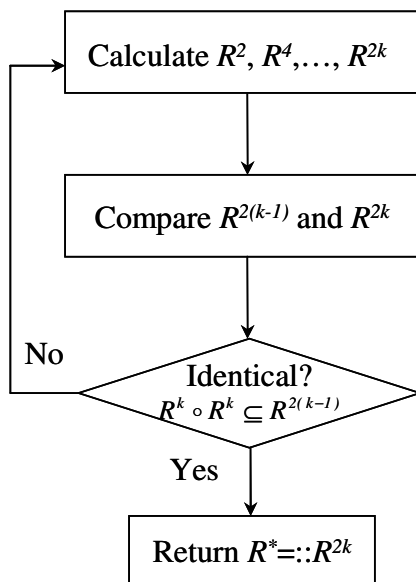 Calculate R², R⁴,…, R²ᵏ
Compare R²⁽ᵏ⁻¹⁾ and R²ᵏ
No
Identical?
Rᵏ ∘ Rᵏ ⊆ R²⁽ᵏ⁻¹⁾
Yes
Return R*=::R²ᵏ